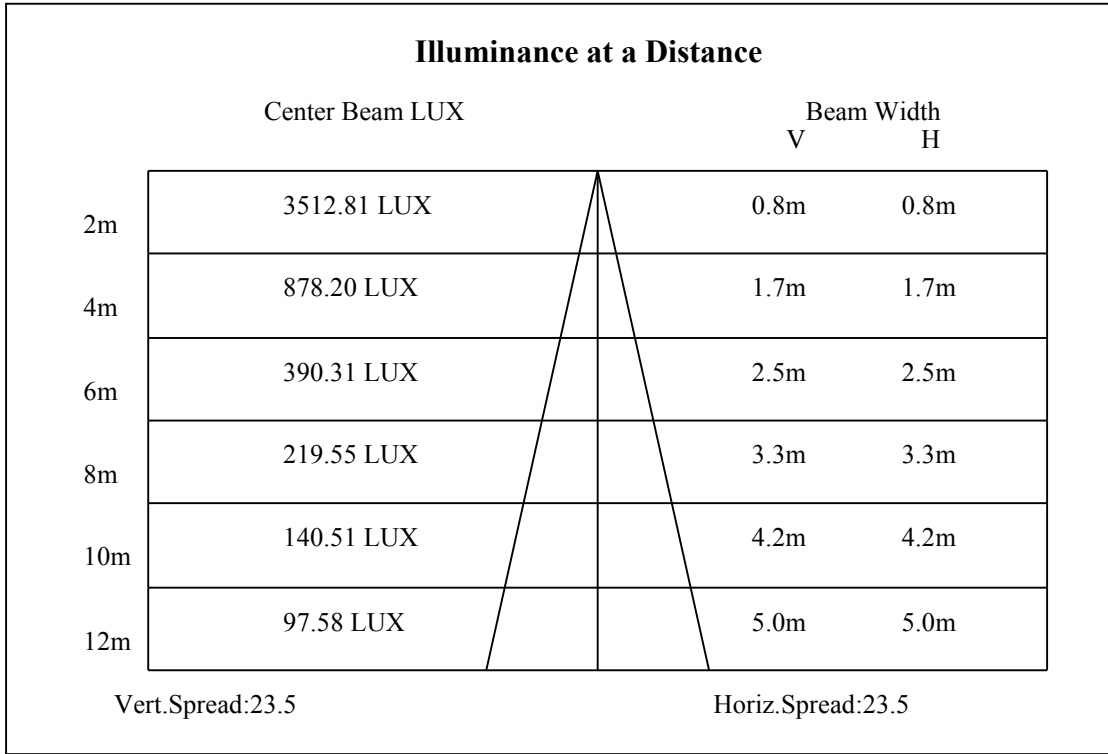 Illuminance at a Distance
Center Beam LUX Beam Width
V H
2m 3512.81 LUX 0.8m 0.8m
4m 878.20 LUX 1.7m 1.7m
6m 390.31 LUX 2.5m 2.5m
8m 219.55 LUX 3.3m 3.3m
10m 140.51 LUX 4.2m 4.2m
12m 97.58 LUX 5.0m 5.0m
Vert.Spread:23.5 Horiz.Spread:23.5